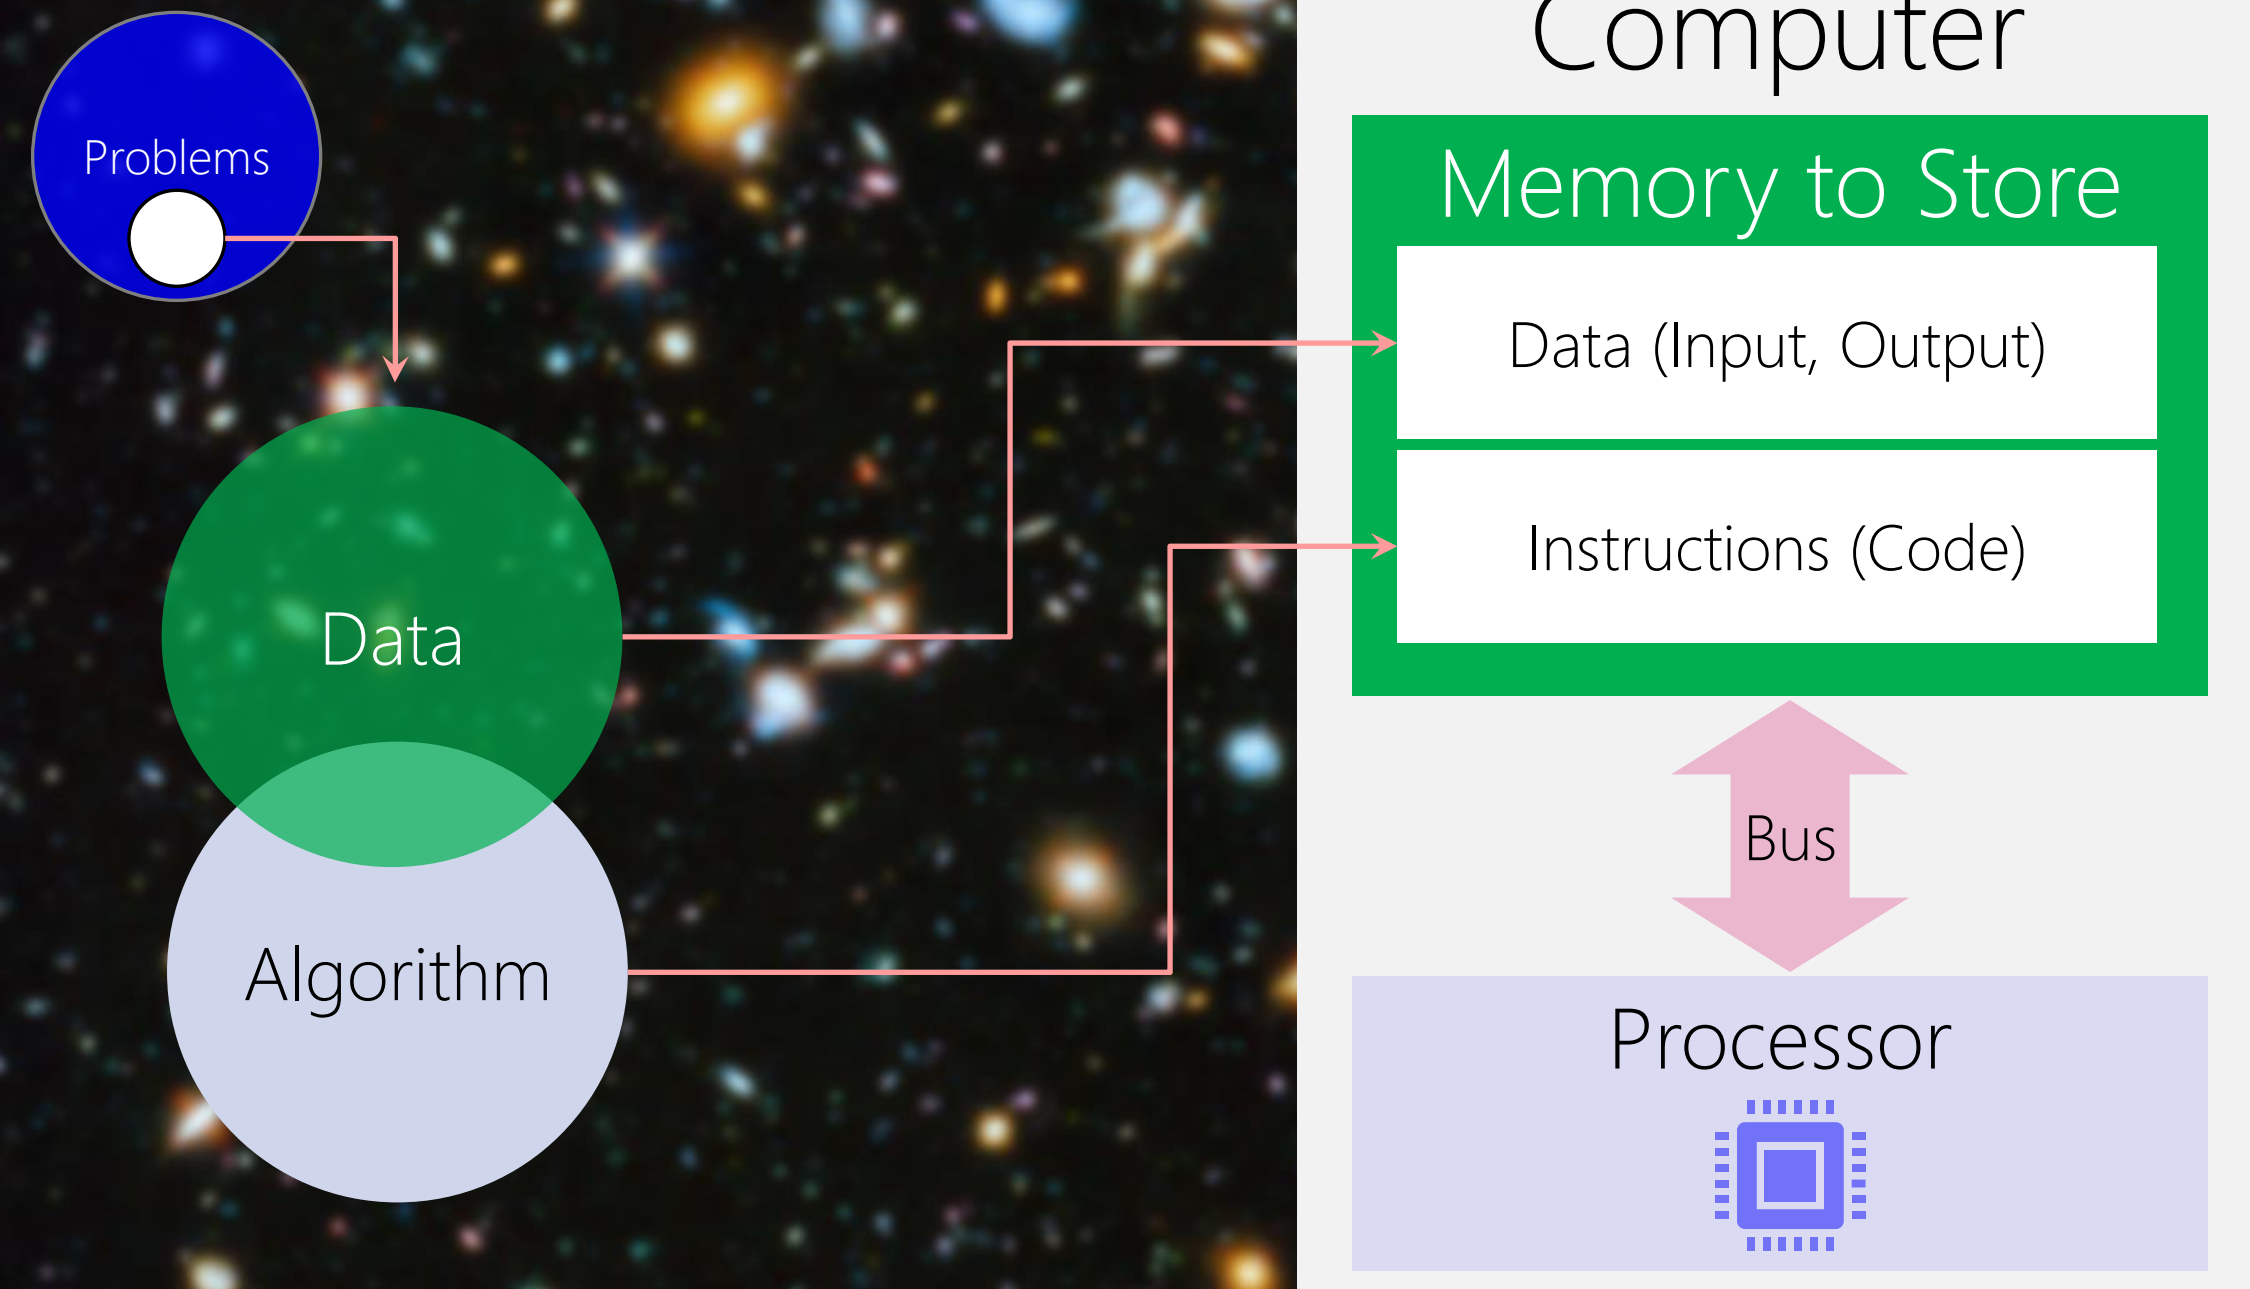 Problems
Data
Algorithm
Computer
Memory to Store
Data (Input, Output)
Instructions (Code)
Bus
Processor